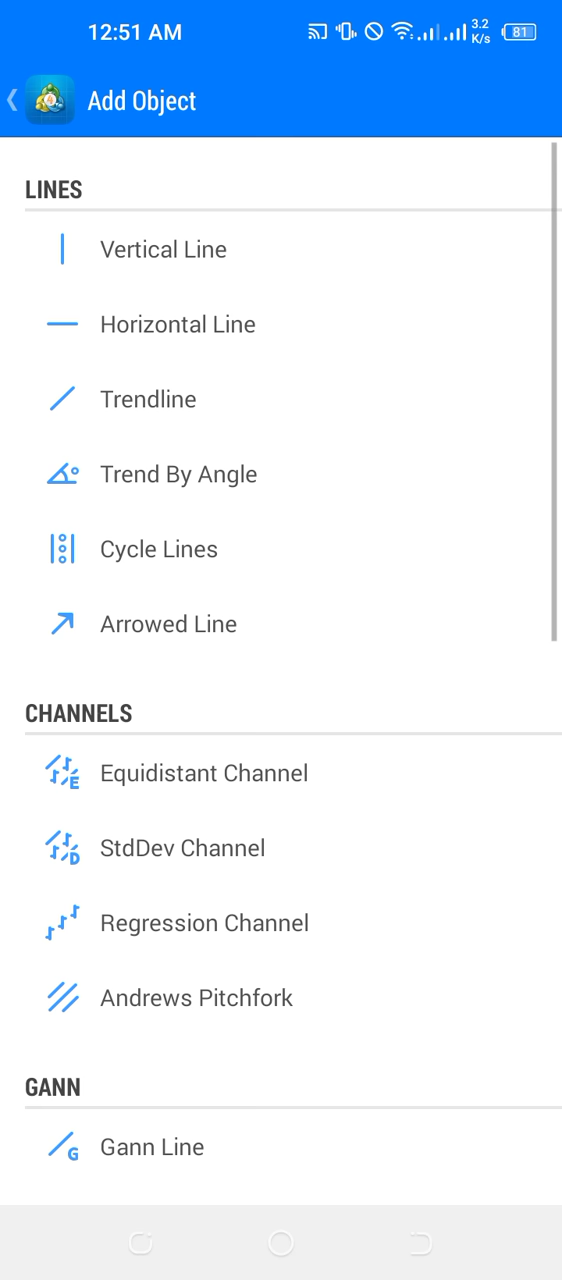 12:51 AM
3.2
K/s
81
4
Add Object
LINES
Vertical Line
Horizontal Line
Trendline
Trend By Angle
Cycle Lines
Arrowed Line
CHANNELS
E
Equidistant Channel
D
StdDev Channel
Regression Channel
Andrews Pitchfork
GANN
G
Gann Line